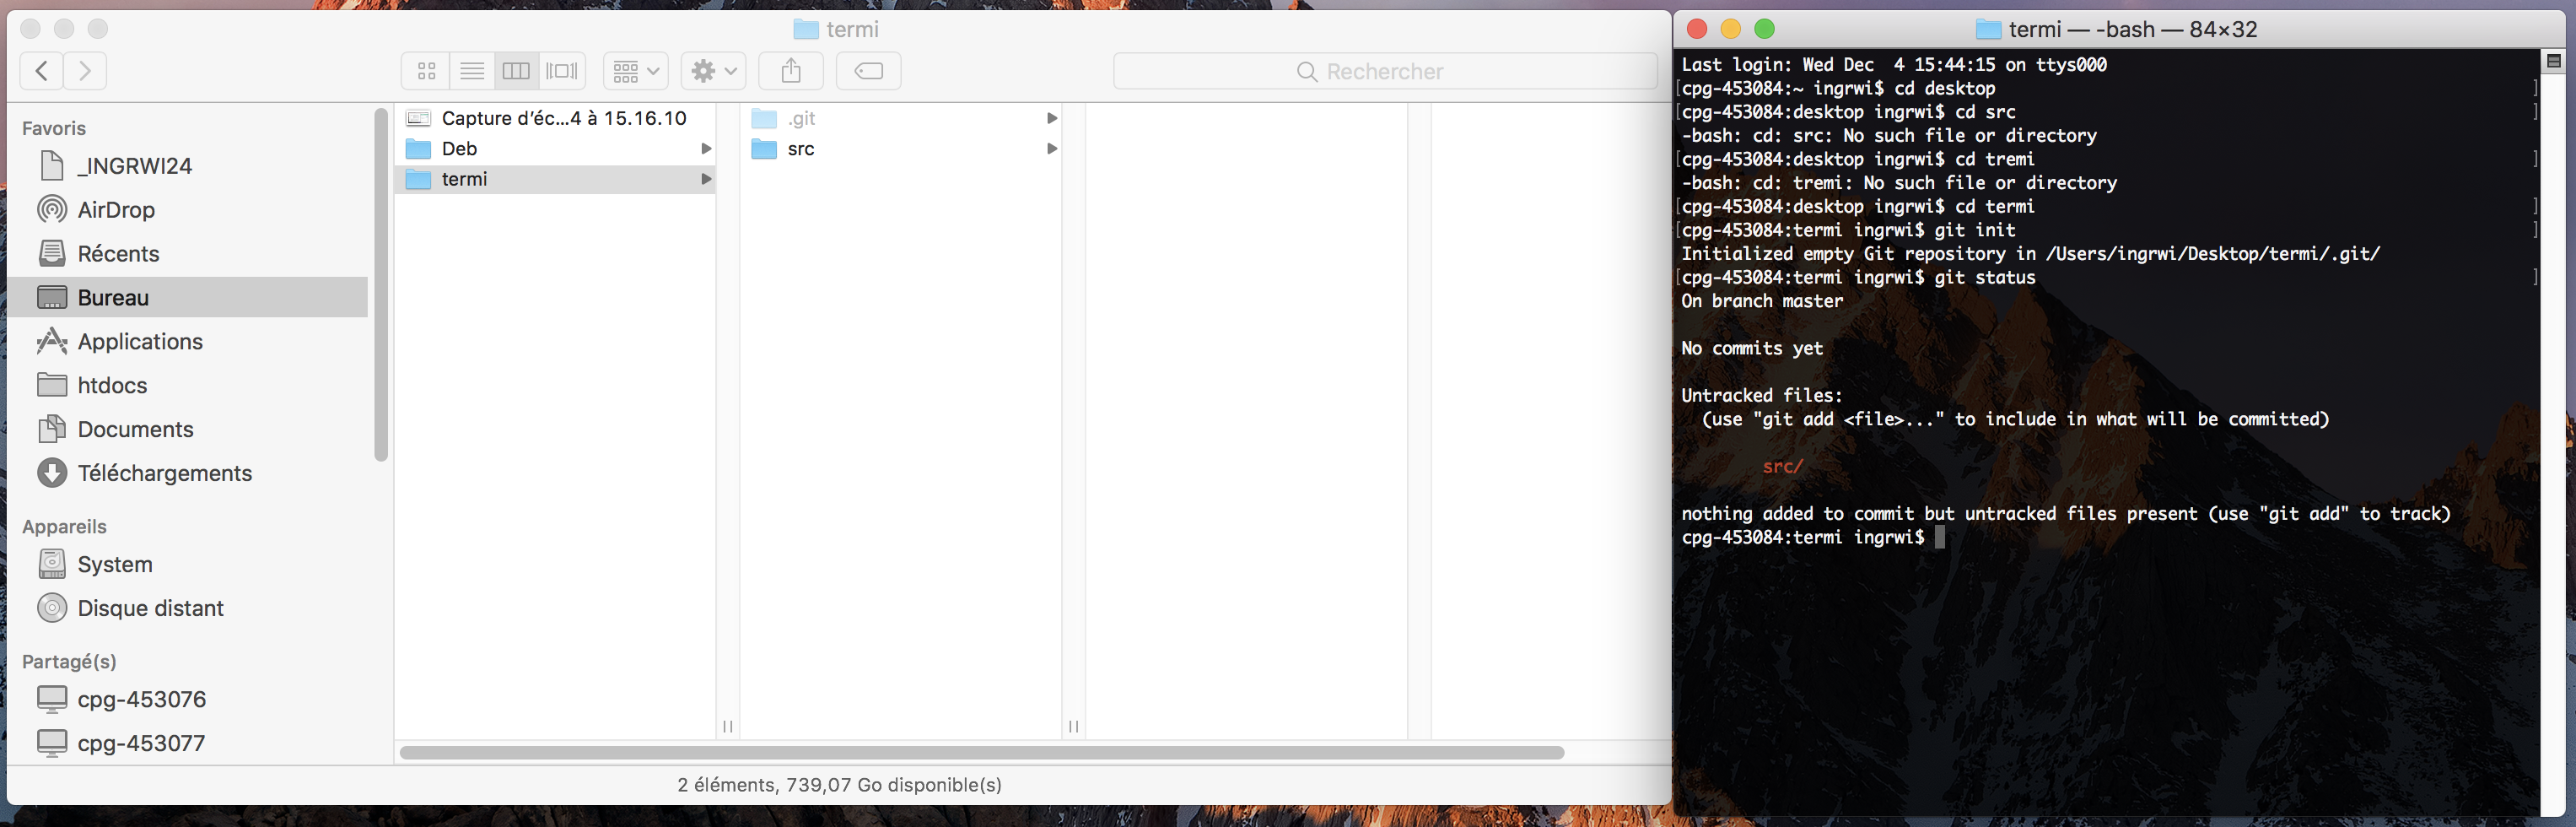 termi
Rechercher
Favoris
_INGRWI24
AirDrop
Récents
Bureau
Applications
htdocs
Documents
Téléchargements
Appareils
System
Disque distant
Partagé(s)
cpg-453076
cpg-453077
Capture d’éc...4 à 15.16.10
Deb
termi
.git
src
2 éléments, 739,07 Go disponible(s)
termi — -bash — 84×32
Last login: Wed Dec  4 15:44:15 on ttys000
[cpg-453084:~ ingrwi$ cd desktop ]
[cpg-453084:desktop ingrwi$ cd src ]
-bash: cd: src: No such file or directory
[cpg-453084:desktop ingrwi$ cd tremi ]
-bash: cd: tremi: No such file or directory
[cpg-453084:desktop ingrwi$ cd termi ]
[cpg-453084:termi ingrwi$ git init ]
Initialized empty Git repository in /Users/ingrwi/Desktop/termi/.git/
[cpg-453084:termi ingrwi$ git status ]
On branch master
No commits yet
Untracked files:
(use "git add <file>..." to include in what will be committed)
src/
nothing added to commit but untracked files present (use "git add" to track)
cpg-453084:termi ingrwi$